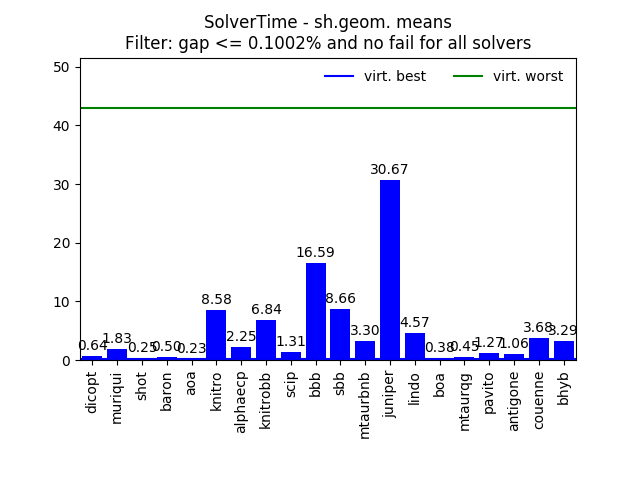 SolverTime - sh.geom. means
Filter: gap <= 0.1002% and no fail for all solvers
virt. best
virt. worst
50
40
30
20
10
0
0.64
1.83
0.25
0.50
0.23
8.58
2.25
6.84
1.31
16.59
8.66
3.30
30.67
4.57
0.38
0.45
1.27
1.06
3.68
3.29
dicopt
muriqui
shot
baron
aoa
knitro
alphaecp
knitrobb
scip
bbb
sbb
mtaurbnb
juniper
lindo
boa
mtaurqg
pavito
antigone
couenne
bhyb